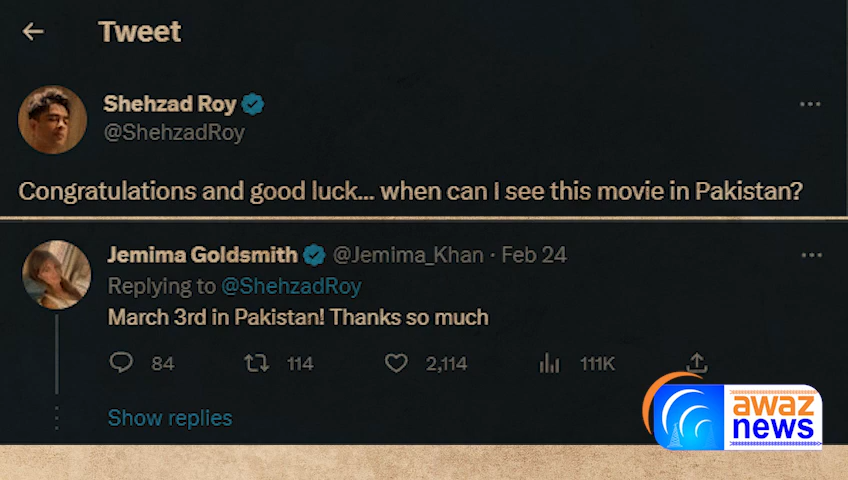 Tweet
Shehzad Roy
@ShehzadRoy
Congratulations and good luck... when can I see this movie in Pakistan?
Jemima Goldsmith @Jemima_Khan · Feb 24
Replying to @ShehzadRoy
March 3rd in Pakistan! Thanks so much
84 114 2,114 111K
Show replies
awaz
news